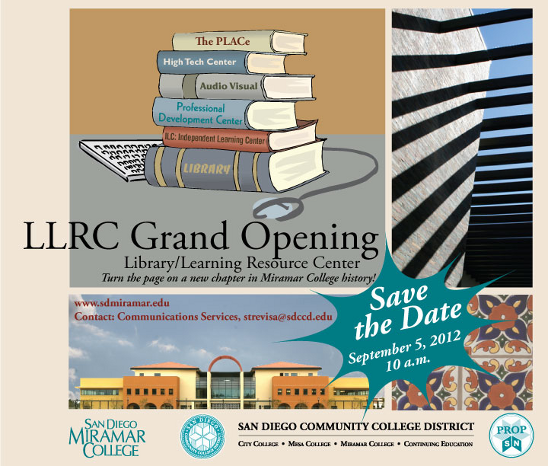 The PLACe
High Tech Center
Audio Visual
Professional
Development Center
ILC: Independent Learning Center
LIBRARY
LLRC Grand Opening
Library/Learning Resource Center
Turn the page on a new chapter in Miramar College history!
www.sdmiramar.edu
Contact: Communications Services, strevisa@sdccd.edu
Save
the Date
September 5, 2012
10 a.m.
SAN DIEGO
MIRAMAR
COLLEGE
SAN DIEGO
SAN DIEGO COMMUNITY COLLEGE DISTRICT
CITY COLLEGE • MESA COLLEGE • MIRAMAR COLLEGE • CONTINUING EDUCATION
PROP
S N